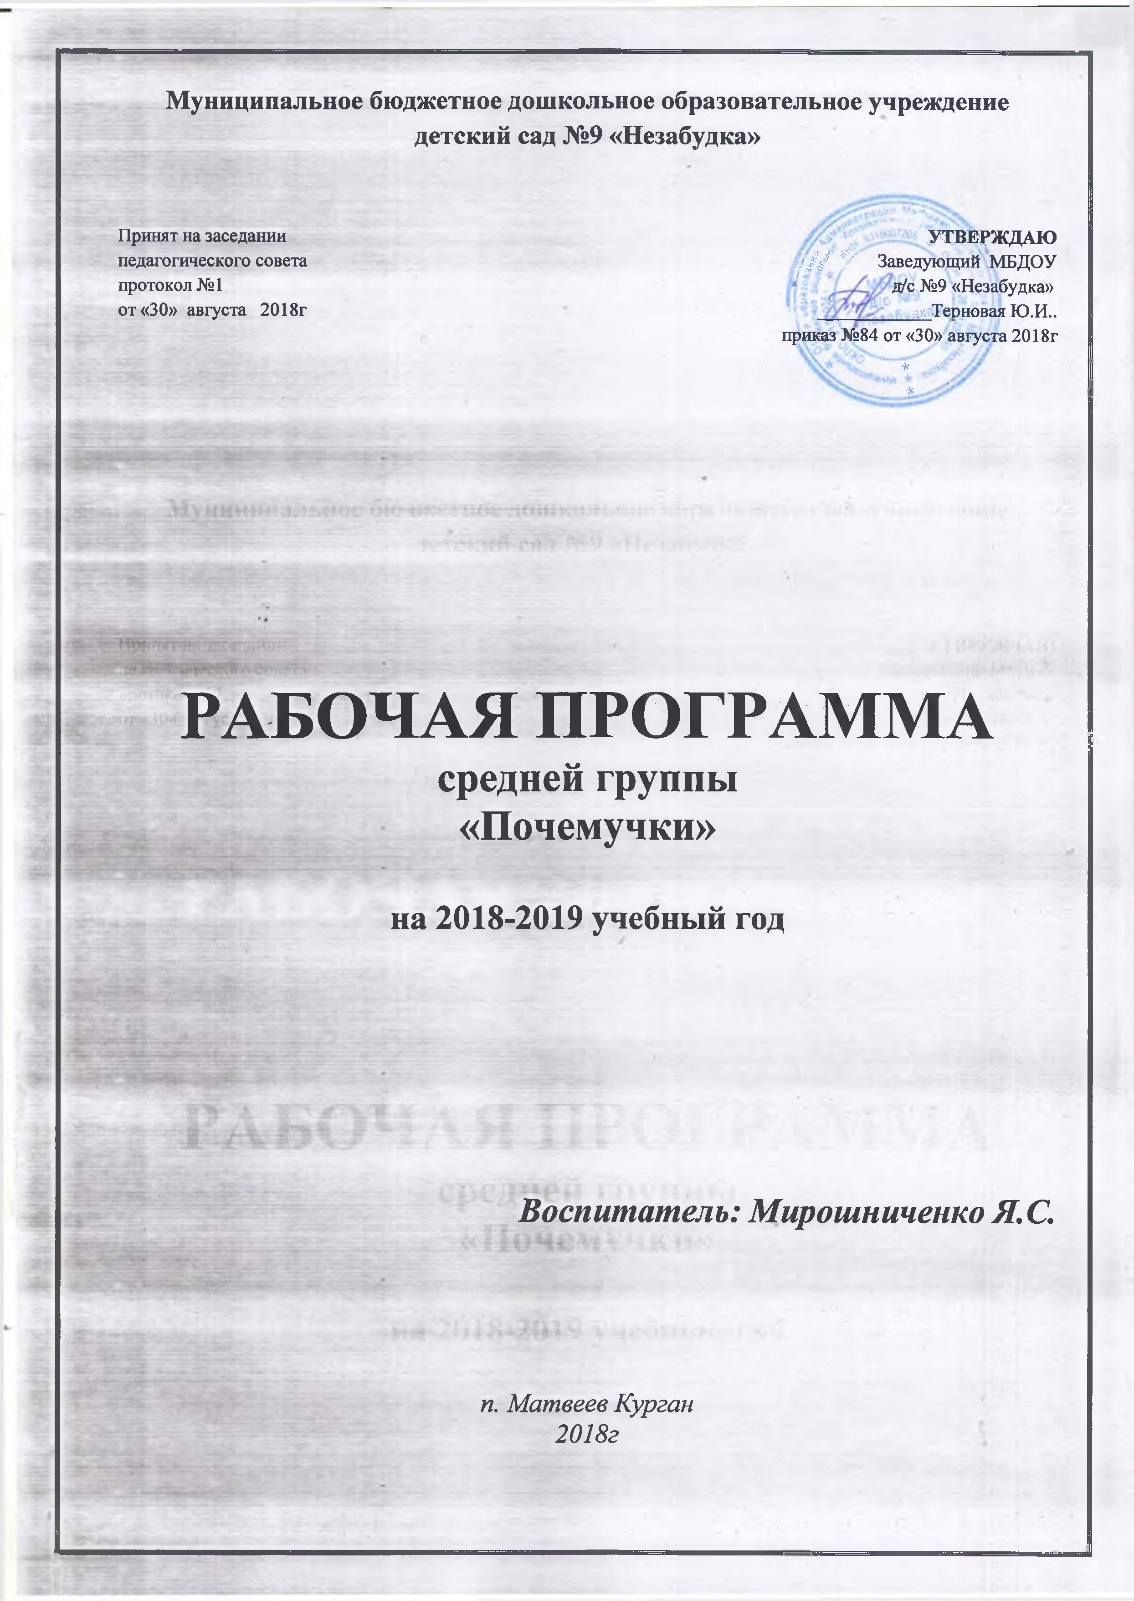 Муниципальное бюджетное дошкольное образовательное учреждение
детский сад №9 «Незабудка»
Принят на заседании
педагогического совета
протокол №1
от «30» августа 2018г
УТВЕРЖДАЮ
Заведующий МБДОУ
д/с №9 «Незабудка»
Терновая Ю.И..
приказ №84 от «30» августа 2018г
РАБОЧАЯ ПРОГРАММА
средней группы
«Почемучки»
на 2018-2019 учебный год
Воспитатель: Мирошниченко Я.С.
п. Матвеев Курган
2018г